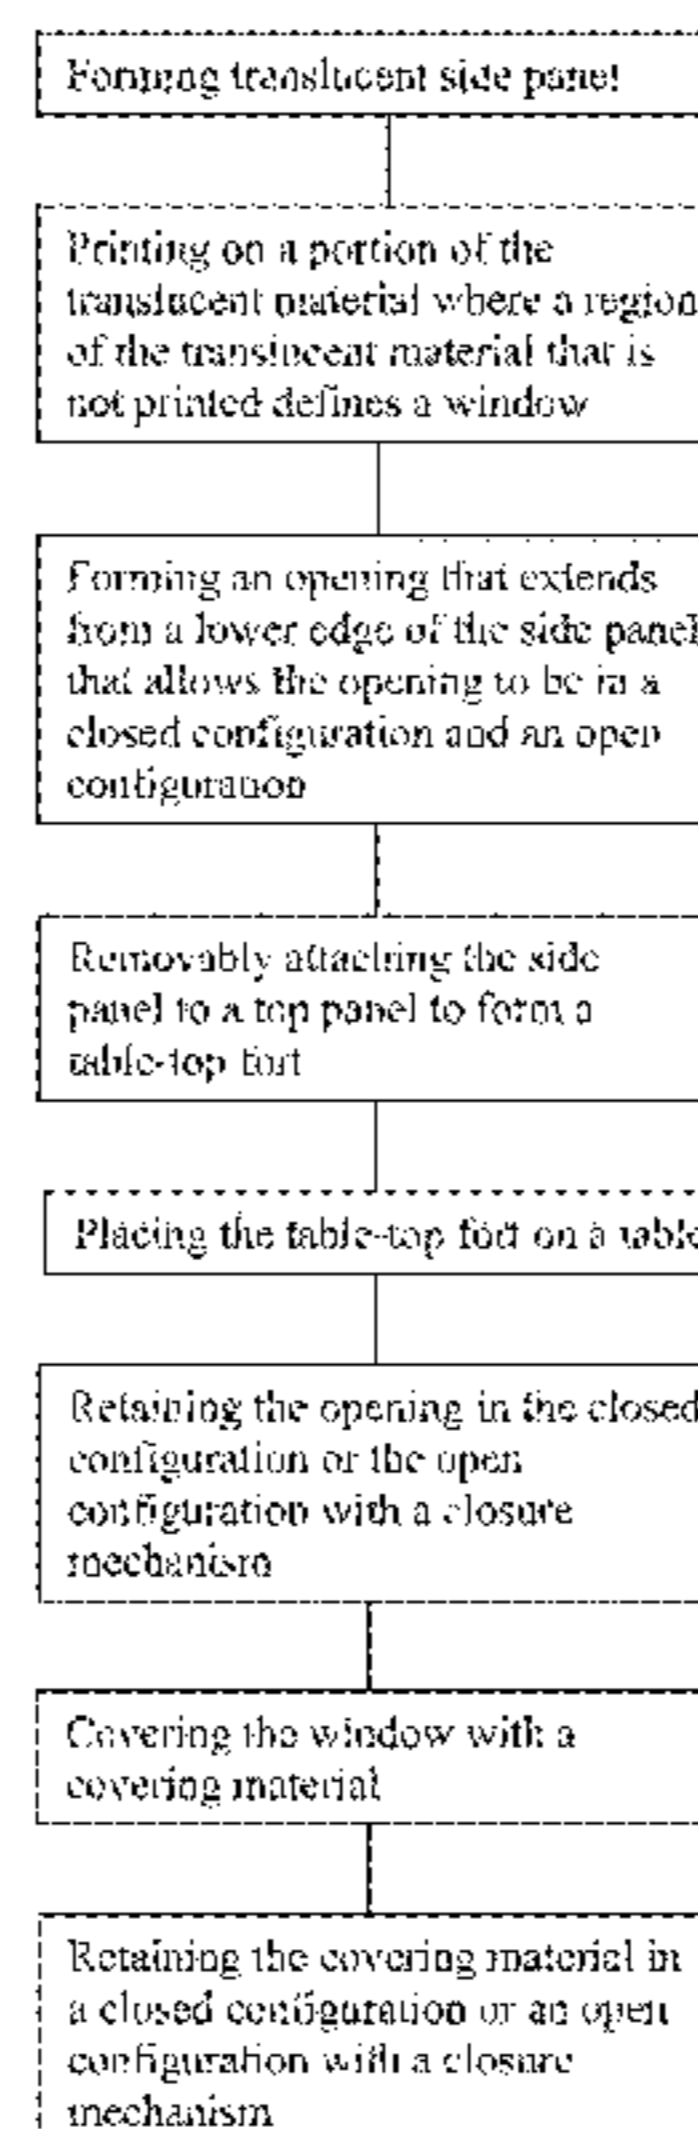 Forming translucent side panel
Printing on a portion of the
translucent material where a region
of the translucent material that is
not printed defines a window
Forming an opening that extends
from a lower edge of the side panel
that allows the opening to be in a
closed configuration and an open
configuration
Removably attaching the side
panel to a top panel to form a
table-top fort
Placing the table-top fort on a table
Retaining the opening in the closed
configuration or the open
configuration with a closure
mechanism
Covering the window with a
covering material
Retaining the covering material in
a closed configuration or an open
configuration with a closure
mechanism